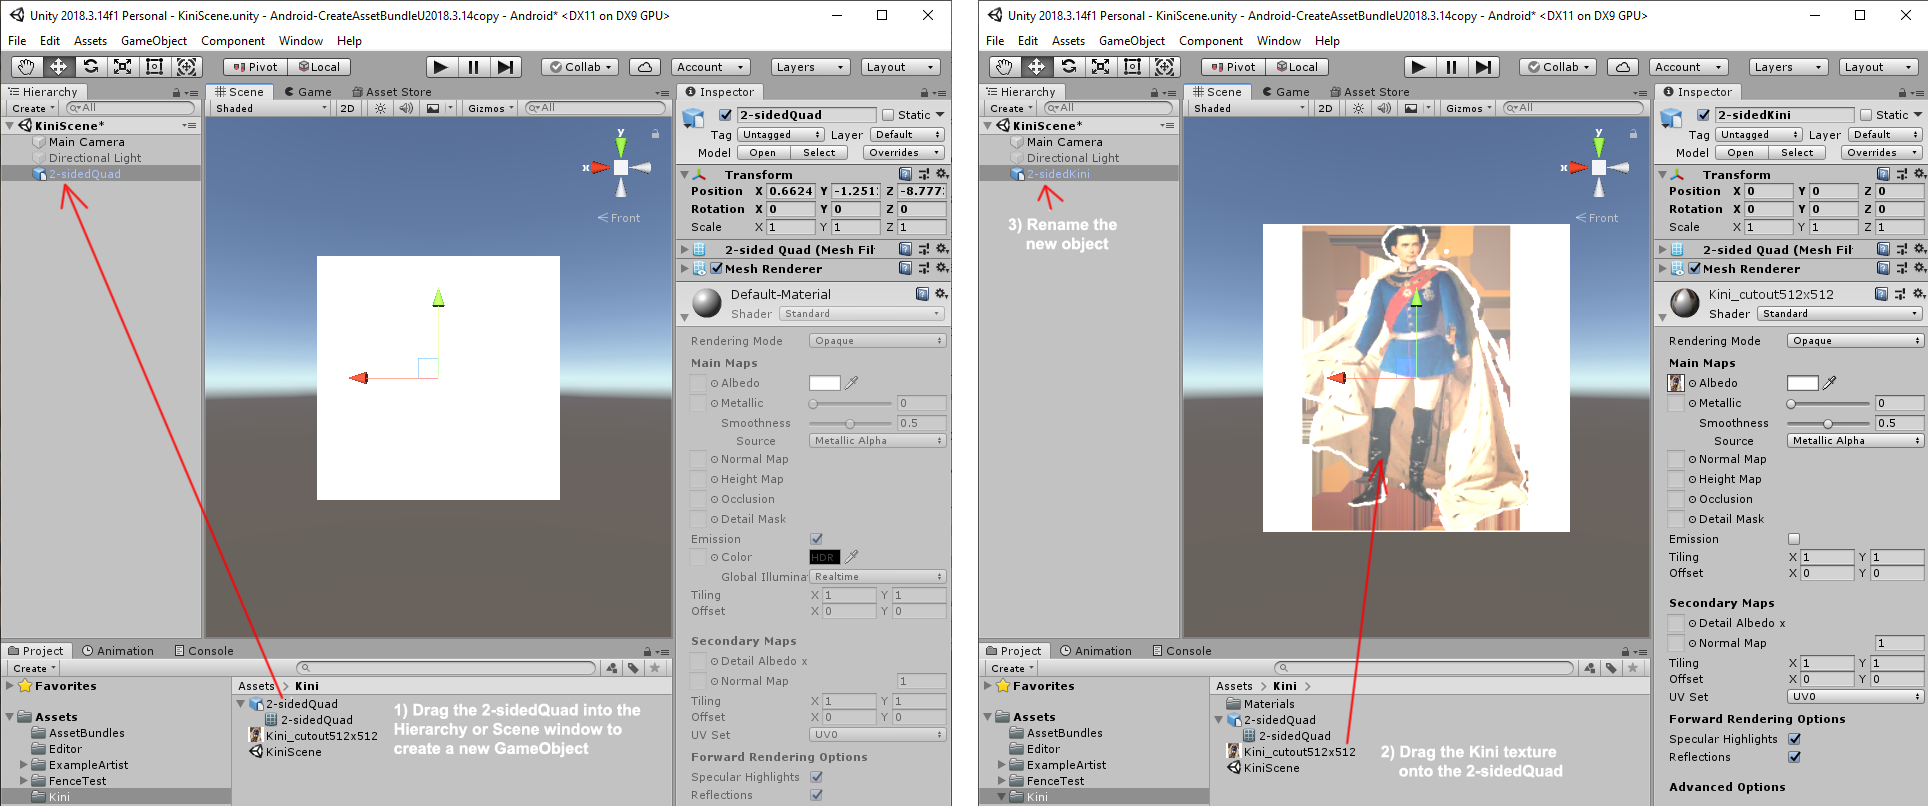 Unity 2018.3.14f1 Personal - KiniScene.unity - Android-CreateAssetBundleU2018.3.14copy - Android* <DX11 on DX9 GPU>
File Edit Assets GameObject Component Window Help
Pivot Local Collab Account Layers Layout
Hierarchy
Create All
KiniScene*
Main Camera
Directional Light
2-sidedQuad
Scene Game Asset Store
Shaded 2D Gizmos All
y
x
Front
Inspector
2-sidedQuad Static
Tag Untagged Layer Default
Model Open Select Overrides
Transform
Position X 0.6624 Y -1.251 Z -8.777
Rotation X 0 Y 0 Z 0
Scale X 1 Y 1 Z 1
2-sided Quad (Mesh Fil
Mesh Renderer
Default-Material
Shader Standard
Rendering Mode Opaque
Main Maps
Albedo
Metallic 0
Smoothness 0.5
Source Metallic Alpha
Normal Map
Height Map
Occlusion
Detail Mask
Emission
Color HDR
Global Illumina Realtime
Tiling X 1 Y 1
Offset X 0 Y 0
Secondary Maps
Detail Albedo x
Normal Map 1
Tiling X 1 Y 1
Offset X 0 Y 0
UV Set UV0
Forward Rendering Options
Specular Highlights
Reflections
Project Animation Console
Create
Favorites
Assets
AssetBundles
Editor
ExampleArtist
FenceTest
Kini
Assets > Kini
2-sidedQuad
2-sidedQuad
Kini_cutout512x512
KiniScene
1) Drag the 2-sidedQuad into the
Hierarchy or Scene window to
create a new GameObject
Unity 2018.3.14f1 Personal - KiniScene.unity - Android-CreateAssetBundleU2018.3.14copy - Android* <DX11 on DX9 GPU>
File Edit Assets GameObject Component Window Help
Pivot Local Collab Account Layers Layout
Hierarchy
Create All
KiniScene*
Main Camera
Directional Light
2-sidedKini
3) Rename the
new object
Scene Game Asset Store
Shaded 2D Gizmos All
y
x
Front
Inspector
2-sidedKini Static
Tag Untagged Layer Default
Model Open Select Overrides
Transform
Position X 0 Y 0 Z 0
Rotation X 0 Y 0 Z 0
Scale X 1 Y 1 Z 1
2-sided Quad (Mesh Fil
Mesh Renderer
Kini_cutout512x512
Shader Standard
Rendering Mode Opaque
Main Maps
Albedo
Metallic 0
Smoothness 0.5
Source Metallic Alpha
Normal Map
Height Map
Occlusion
Detail Mask
Emission
Tiling X 1 Y 1
Offset X 0 Y 0
Secondary Maps
Detail Albedo x
Normal Map 1
Tiling X 1 Y 1
Offset X 0 Y 0
UV Set UV0
Forward Rendering Options
Specular Highlights
Reflections
Advanced Options
Project Animation Console
Create
Favorites
Assets
AssetBundles
Editor
ExampleArtist
FenceTest
Kini
Assets > Kini >
Materials
2-sidedQuad
2-sidedQuad
Kini_cutout512x512
KiniScene
2) Drag the Kini texture
onto the 2-sidedQuad